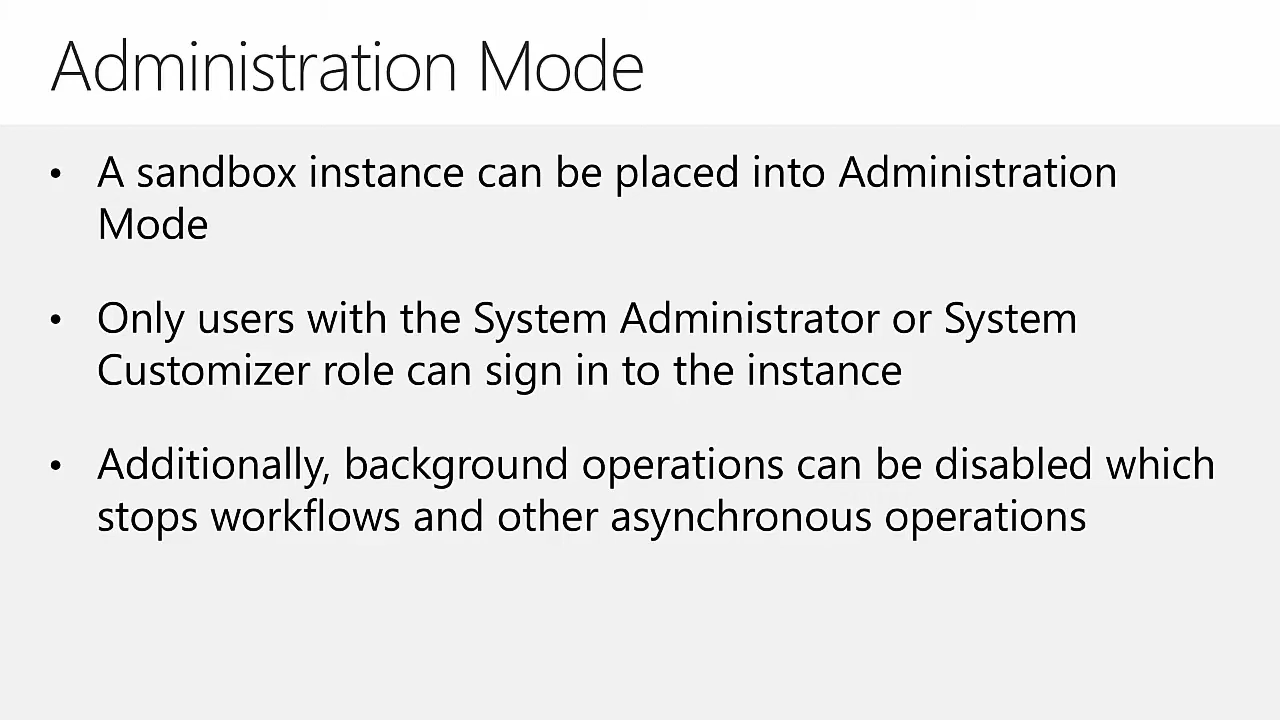 Administration Mode
• A sandbox instance can be placed into Administration
Mode
• Only users with the System Administrator or System
Customizer role can sign in to the instance
• Additionally, background operations can be disabled which
stops workflows and other asynchronous operations